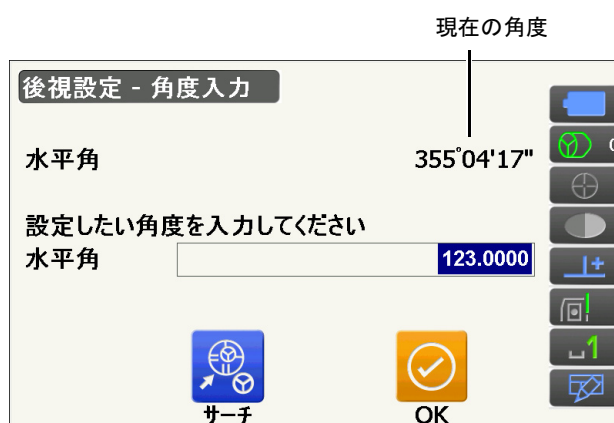 現在の角度
後視設定 - 角度入力
水平角 355°04'17"
設定したい角度を入力してください
水平角 123.0000
サーチ OK
1